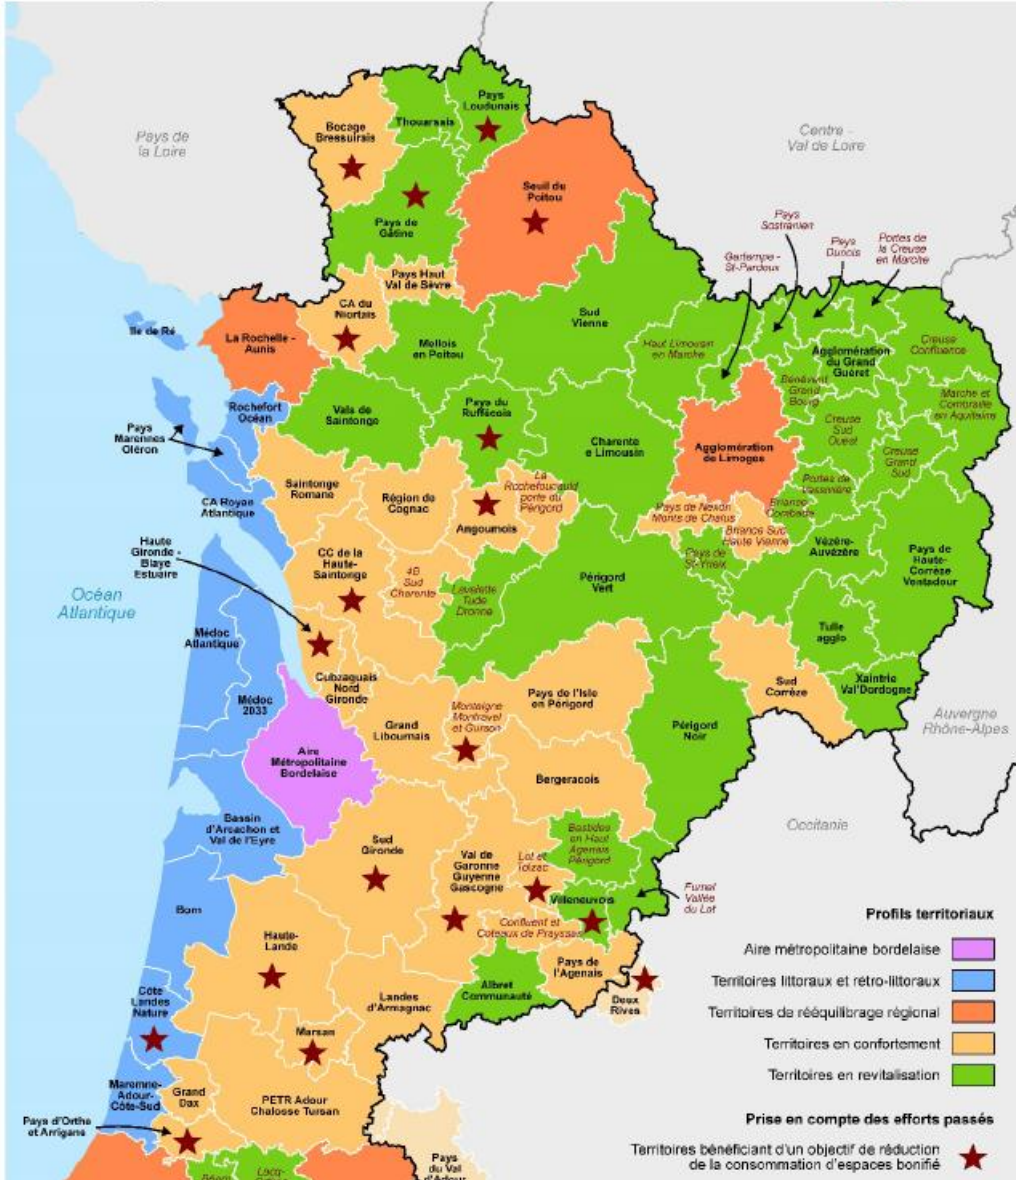 Pays de
la Loire
Centre -
Val de Loire
Bocage
Bressuirais
Thouarsais
Pays
Loudunais
Seuil du
Poitou
Pays de
Gâtine
Pays Haut
Val de Sèvre
CA du
Niortais
Ile de Ré
La Rochelle -
Aunis
Mellois
en Poitou
Sud
Vienne
Pays
Sostranien
Gartempe -
St-Pardoux
Pays
Dunois
Portes de
la Creuse
en Marche
Haut Limousin
en Marche
Agglomération
du Grand
Guéret
Creuse
Confluence
Bénévent
Grand
Bourg
Marche et
Combraille
en Aquitaine
Rochefort
Océan
Pays
Marennes
Oléron
Vals de
Saintonge
Pays du
Ruffécois
Charente
e Limousin
Agglomération
de Limoges
Creuse
Sud
Ouest
Creuse
Grand
Sud
Portes de
Vassivière
CA Royan
Atlantique
Saintonge
Romane
Région de
Cognac
Angoumois
La
Rochefoucauld
porte du
Périgord
Pays de Nexon
Monts de Chalus
Briance
Combade
Briance Sud
Haute Vienne
Haute
Gironde -
Blaye
Estuaire
CC de la
Haute-
Saintonge
4B
Sud
Charente
Lavalette
Tude
Dronne
Périgord
Vert
Pays de
St-Yrieix
Vézère-
Auvézère
Pays de
Haute-
Corrèze
Ventadour
Océan
Atlantique
Médoc
Atlantique
Tulle
agglo
Cubzaguais
Nord
Gironde
Médoc
2033
Grand
Libournais
Montaigne
Montravel
et Gurson
Pays de l'Isle
en Périgord
Périgord
Noir
Sud
Corrèze
Xaintrie
Val'Dordogne
Auvergne
Rhône-Alpes
Aire
Métropolitaine
Bordelaise
Bergeracois
Bassin
d'Arcachon et
Val de l'Eyre
Sud
Gironde
Val de
Garonne
Guyenne
Gascogne
Lot et
Tolzac
Bastides
en Haut
Agenais
Périgord
Occitanie
Villeneuvois
Fumel
Vallée
du Lot
Born
Haute-
Lande
Confluent et
Coteaux de Prayssas
Pays de
l'Agenais
Albret
Communauté
Deux
Rives
Côte
Landes
Nature
Landes
d'Armagnac
Marsan
Maremne-
Adour-
Côte-Sud
Grand
Dax
PETR Adour
Chalosse Tursan
Pays d'Orthe
et Arrigans
Pays
du Val
d'Adour
Profils territoriaux
Aire métropolitaine bordelaise
Territoires littoraux et rétro-littoraux
Territoires de rééquilibrage régional
Territoires en confortement
Territoires en revitalisation
Prise en compte des efforts passés
Territoires bénéficiant d'un objectif de réduction
de la consommation d'espaces bonifié